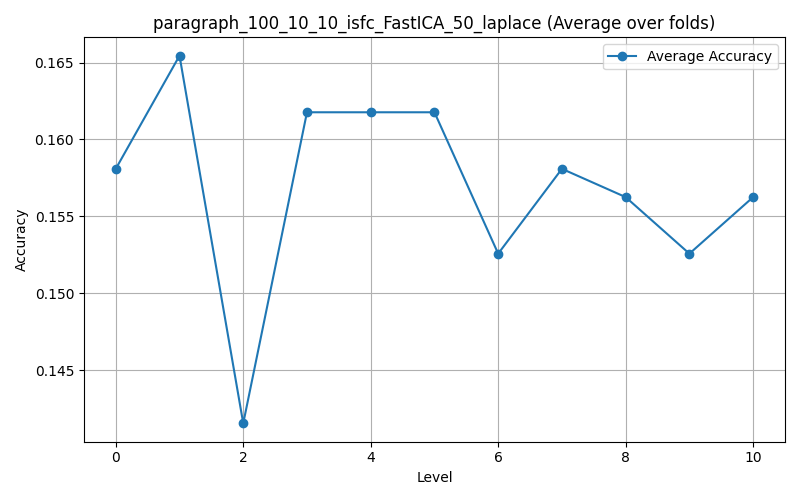 paragraph_100_10_10_isfc_FastICA_50_laplace (Average over folds)
Average Accuracy
0.165
0.160
0.155
0.150
0.145
Accuracy
0 2 4 6 8 10
Level